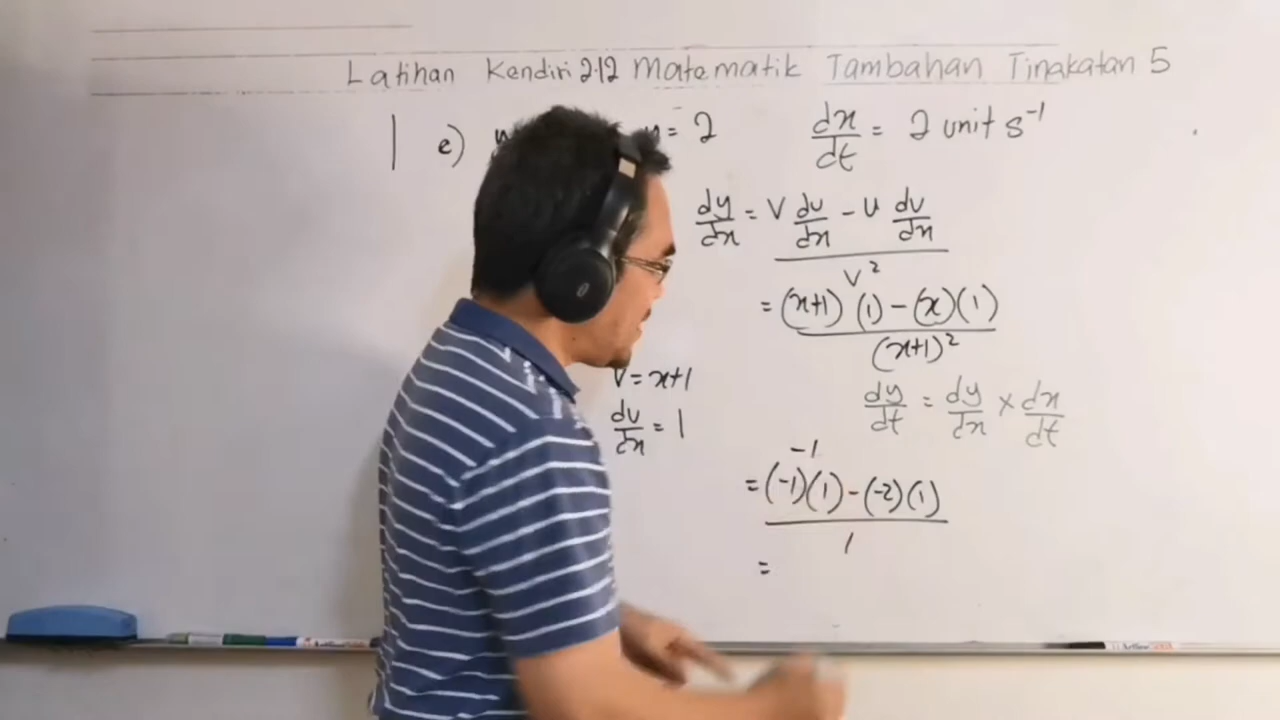 Latihan Kendiri 2.12 Matematik Tambahan Tingkatan 5
1 e) = 2 dx/dt = 2 unit s⁻¹
dy/dx = (v du/dx - u dv/dx) / v²
= ((x+1)(1) - (x)(1)) / (x+1)²
v = x+1
dv/dx = 1
dy/dt = dy/dx × dx/dt
-1
= ((-1)(1) - (-2)(1)) / 1
=